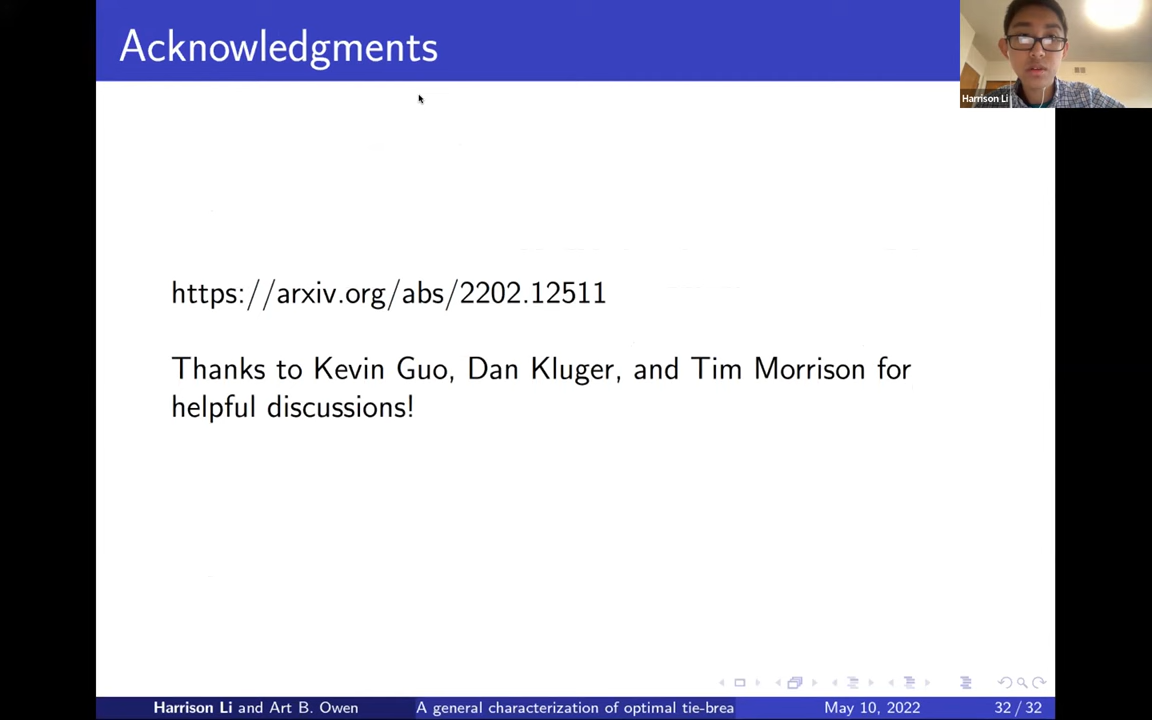 Acknowledgments
Harrison Li
https://arxiv.org/abs/2202.12511
Thanks to Kevin Guo, Dan Kluger, and Tim Morrison for
helpful discussions!
Harrison Li and Art B. Owen
A general characterization of optimal tie-brea
May 10, 2022
32 / 32